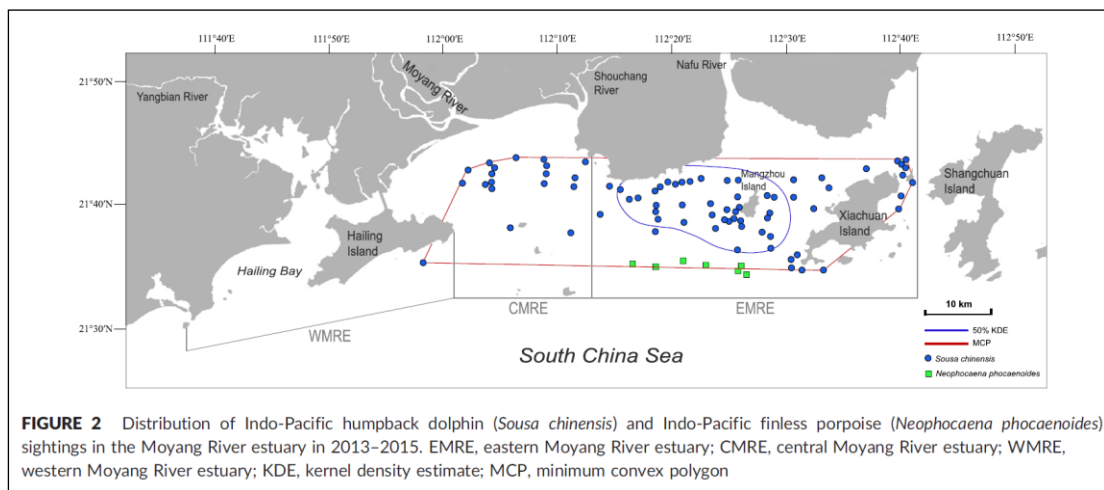 111°40'E 111°50'E 112°00'E 112°10'E 112°20'E 112°30'E 112°40'E 112°50'E
21°50'N
21°40'N
21°30'N
Yangbian River
Moyang River
Shouchang
River
Nafu River
Mangzhou
Island
Shangchuan
Island
Xiachuan
Island
Hailing
Island
Hailing Bay
WMRE
CMRE
EMRE
South China Sea
10 km
50% KDE
MCP
Sousa chinensis
Neophocaena phocaenoides
FIGURE 2 Distribution of Indo-Pacific humpback dolphin (Sousa chinensis) and Indo-Pacific finless porpoise (Neophocaena phocaenoides)
sightings in the Moyang River estuary in 2013–2015. EMRE, eastern Moyang River estuary; CMRE, central Moyang River estuary; WMRE,
western Moyang River estuary; KDE, kernel density estimate; MCP, minimum convex polygon